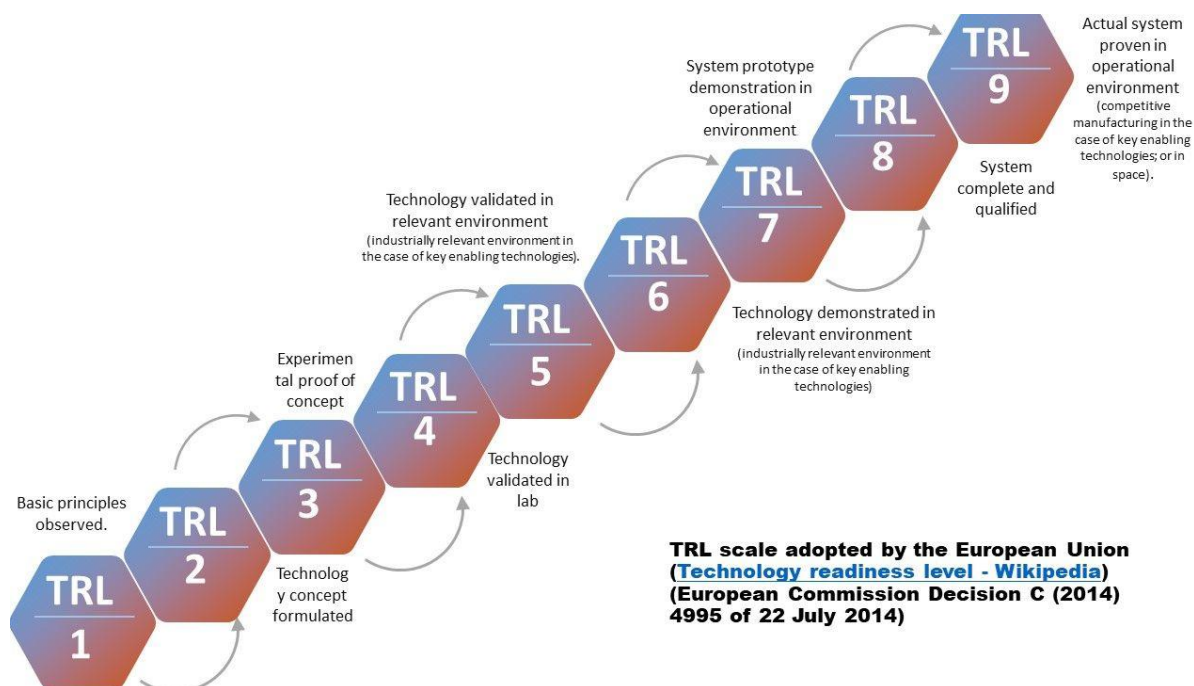 Basic principles
observed.
TRL
1
TRL
2
Technolog
y concept
formulated
Experimen
tal proof of
concept
TRL
3
TRL
4
Technology
validated in
lab
Technology validated in
relevant environment
(industrially relevant environment in
the case of key enabling technologies).
TRL
5
TRL
6
Technology demonstrated in
relevant environment
(industrially relevant environment
in the case of key enabling
technologies)
System prototype
demonstration in
operational
environment
TRL
7
TRL
8
System
complete and
qualified
TRL
9
Actual system
proven in
operational
environment
(competitive
manufacturing in the
case of key enabling
technologies; or in
space).
TRL scale adopted by the European Union
(Technology readiness level - Wikipedia)
(European Commission Decision C (2014)
4995 of 22 July 2014)